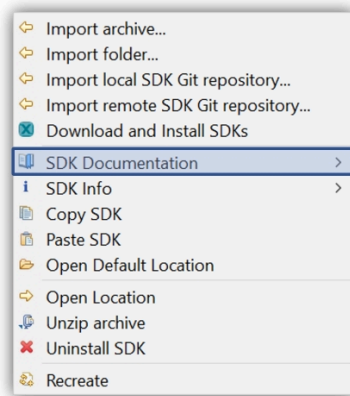 Import archive...
Import folder...
Import local SDK Git repository...
Import remote SDK Git repository...
Download and Install SDKs
SDK Documentation
SDK Info
Copy SDK
Paste SDK
Open Default Location
Open Location
Unzip archive
Uninstall SDK
Recreate